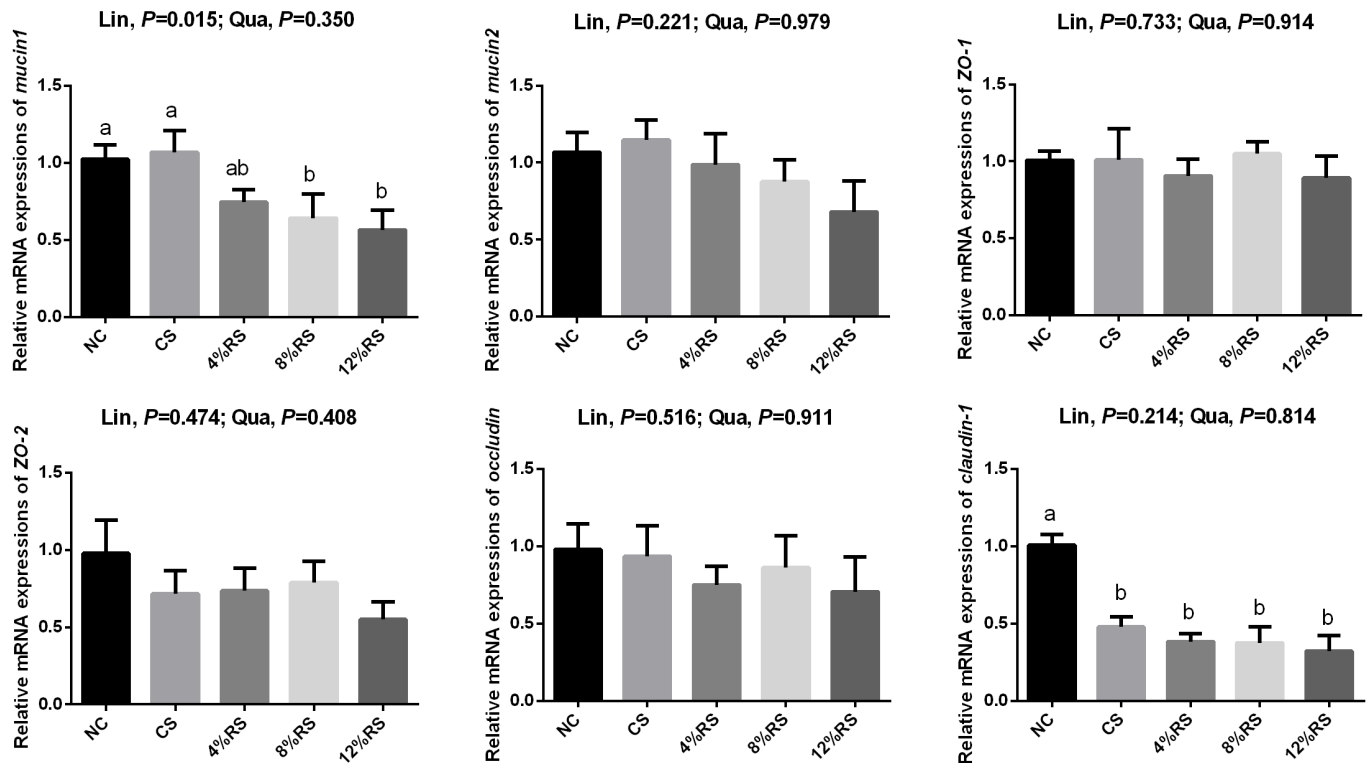 Lin, P=0.015; Qua, P=0.350
Relative mRNA expressions of mucin1
1.5
1.0
0.5
0.0
a
a
ab
b
b
NC
CS
4%RS
8%RS
12%RS
Lin, P=0.221; Qua, P=0.979
Relative mRNA expressions of mucin2
1.5
1.0
0.5
0.0
NC
CS
4%RS
8%RS
12%RS
Lin, P=0.733; Qua, P=0.914
Relative mRNA expressions of ZO-1
1.5
1.0
0.5
0.0
NC
CS
4%RS
8%RS
12%RS
Lin, P=0.474; Qua, P=0.408
Relative mRNA expressions of ZO-2
1.5
1.0
0.5
0.0
NC
CS
4%RS
8%RS
12%RS
Lin, P=0.516; Qua, P=0.911
Relative mRNA expressions of occludin
1.5
1.0
0.5
0.0
NC
CS
4%RS
8%RS
12%RS
Lin, P=0.214; Qua, P=0.814
Relative mRNA expressions of claudin-1
1.5
1.0
0.5
0.0
a
b
b
b
b
NC
CS
4%RS
8%RS
12%RS